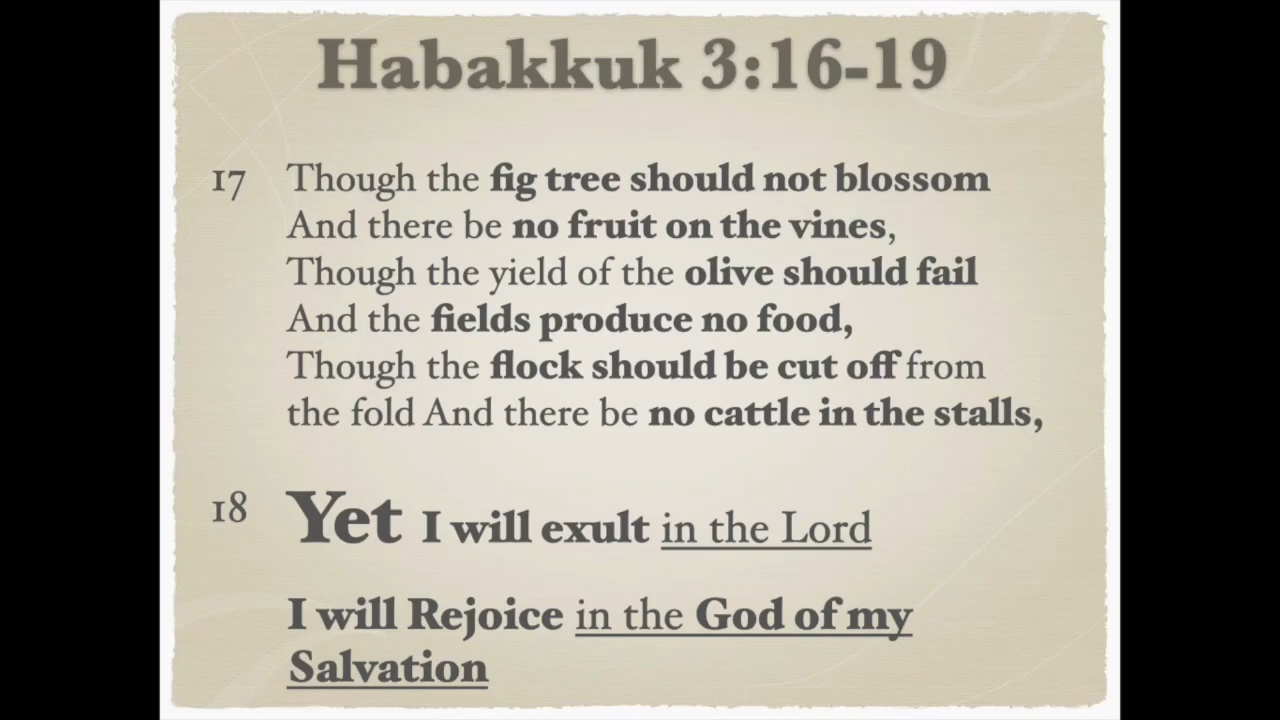 Habakkuk 3:16-19
17 Though the fig tree should not blossom
And there be no fruit on the vines,
Though the yield of the olive should fail
And the fields produce no food,
Though the flock should be cut off from
the fold And there be no cattle in the stalls,
18 Yet I will exult in the Lord
I will Rejoice in the God of my
Salvation